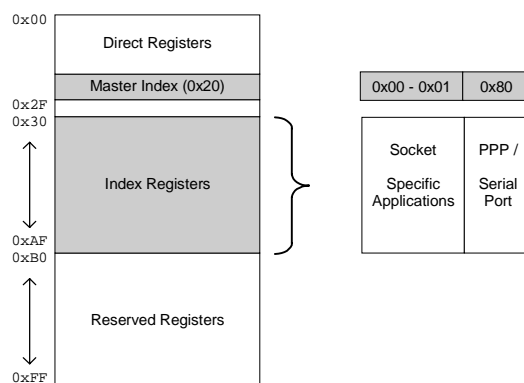 0x00
Direct Registers
Master Index (0x20)
0x2F
0x30
Index Registers
0xAF
0xB0
Reserved Registers
0xFF
0x00 - 0x01
0x80
Socket
Specific
Applications
PPP /
Serial
Port